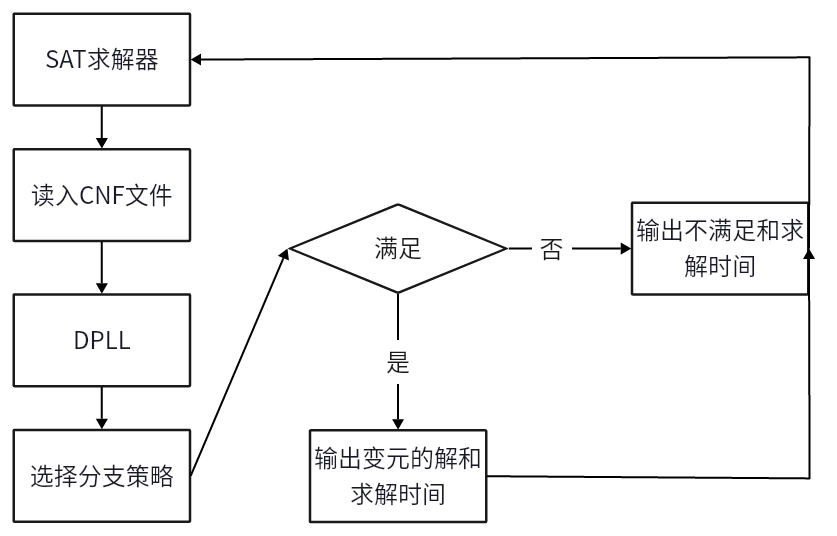 SAT求解器
读入CNF文件
DPLL
选择分支策略
满足
否
输出不满足和求
解时间
是
输出变元的解和
求解时间